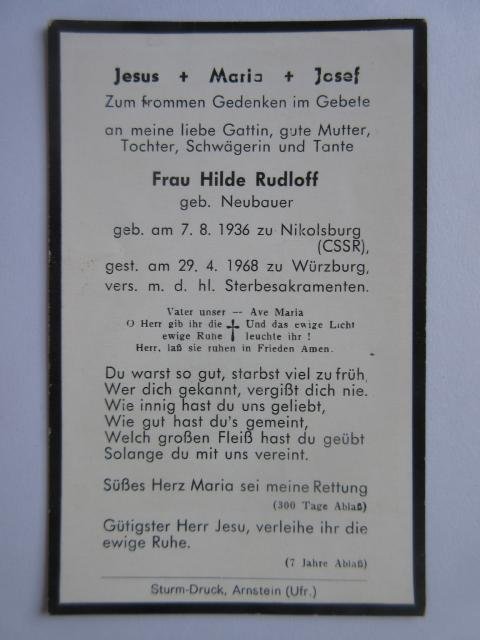 Jesus + Maria + Josef
Zum frommen Gedenken im Gebete
an meine liebe Gattin, gute Mutter,
Tochter, Schwägerin und Tante
Frau Hilde Rudloff
geb. Neubauer
geb. am 7. 8. 1936 zu Nikolsburg
(CSSR),
gest. am 29. 4. 1968 zu Würzburg,
vers. m. d. hl. Sterbesakramenten.
Vater unser — Ave Maria
O Herr gib ihr die † Und das ewige Licht
ewige Ruhe leuchte ihr !
Herr, laß sie ruhen in Frieden Amen.
Du warst so gut, starbst viel zu früh,
Wer dich gekannt, vergißt dich nie.
Wie innig hast du uns geliebt,
Wie gut hast du's gemeint,
Welch großen Fleiß hast du geübt
Solange du mit uns vereint.
Süßes Herz Maria sei meine Rettung
(300 Tage Ablaß)
Gütigster Herr Jesu, verleihe ihr die
ewige Ruhe.
(7 Jahre Ablaß)
Sturm-Druck, Arnstein (Ufr.)